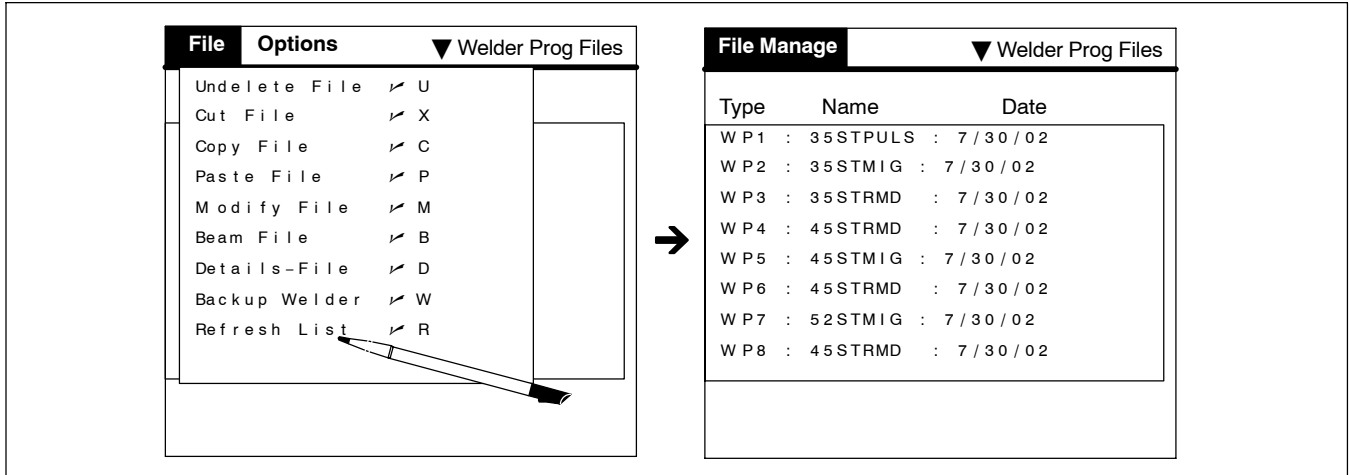 File Options ▼ Welder Prog Files
Undelete File U
Cut File X
Copy File C
Paste File P
Modify File M
Beam File B
Details-File D
Backup Welder W
Refresh List R
File Manage ▼ Welder Prog Files
Type Name Date
WP1 : 35STPULS : 7/30/02
WP2 : 35STMIG : 7/30/02
WP3 : 35STRMD : 7/30/02
WP4 : 45STRMD : 7/30/02
WP5 : 45STMIG : 7/30/02
WP6 : 45STRMD : 7/30/02
WP7 : 52STMIG : 7/30/02
WP8 : 45STRMD : 7/30/02